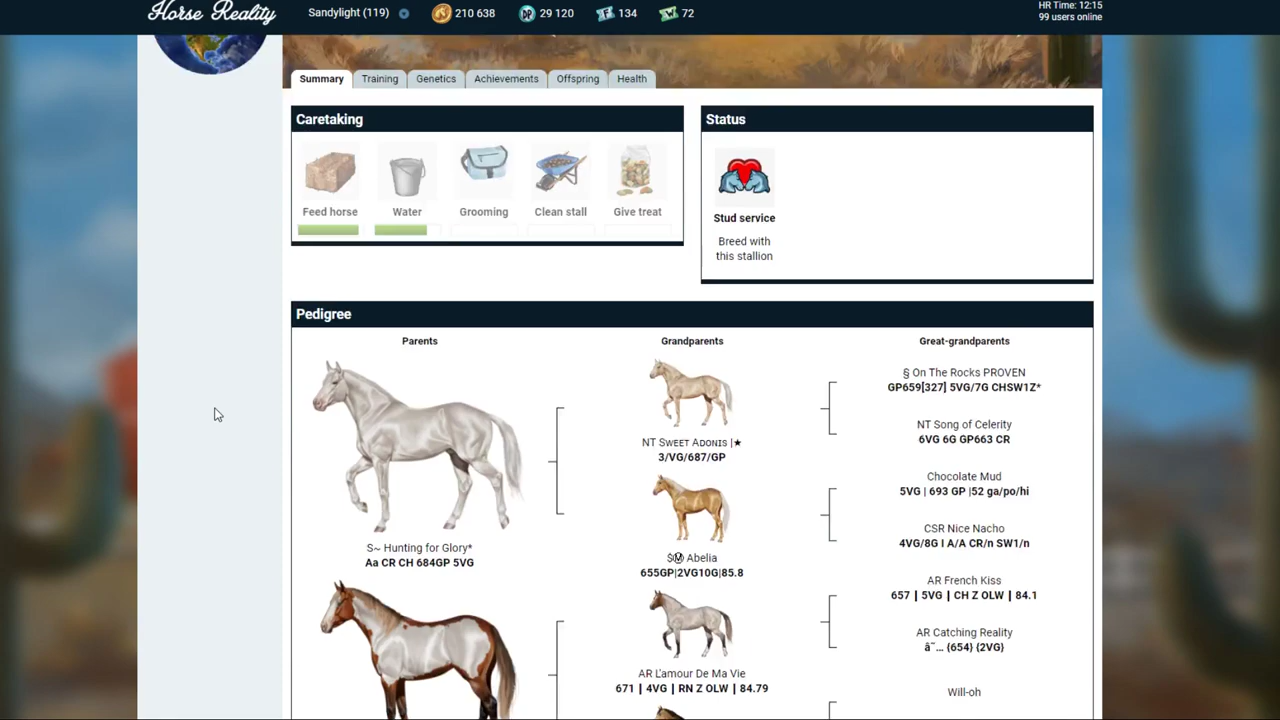 Horse Reality
Sandylight (119)
210 638
DP
29 120
134
72
HR Time: 12:15
99 users online
Summary
Training
Genetics
Achievements
Offspring
Health
Caretaking
Status
Feed horse
Water
Grooming
Clean stall
Give treat
Stud service
Breed with
this stallion
Pedigree
Parents
Grandparents
Great-grandparents
S~ Hunting for Glory*
Aa CR CH 684GP 5VG
NT Sᴡᴇᴇᴛ Aᴅᴏɴɪs |★
3/VG/687/GP
Abelia
655GP|2VG10G|85.8
AR L'amour De Ma Vie
671 | 4VG | RN Z OLW | 84.79
§ On The Rocks PROVEN
GP659[327] 5VG/7G CHSW1Z*
NT Song of Celerity
6VG 6G GP663 CR
Chocolate Mud
5VG | 693 GP |52 ga/po/hi
CSR Nice Nacho
4VG/8G I A/A CR/n SW1/n
AR French Kiss
657 | 5VG | CH Z OLW | 84.1
AR Catching Reality
â˜… (654) {2VG}
Will-oh